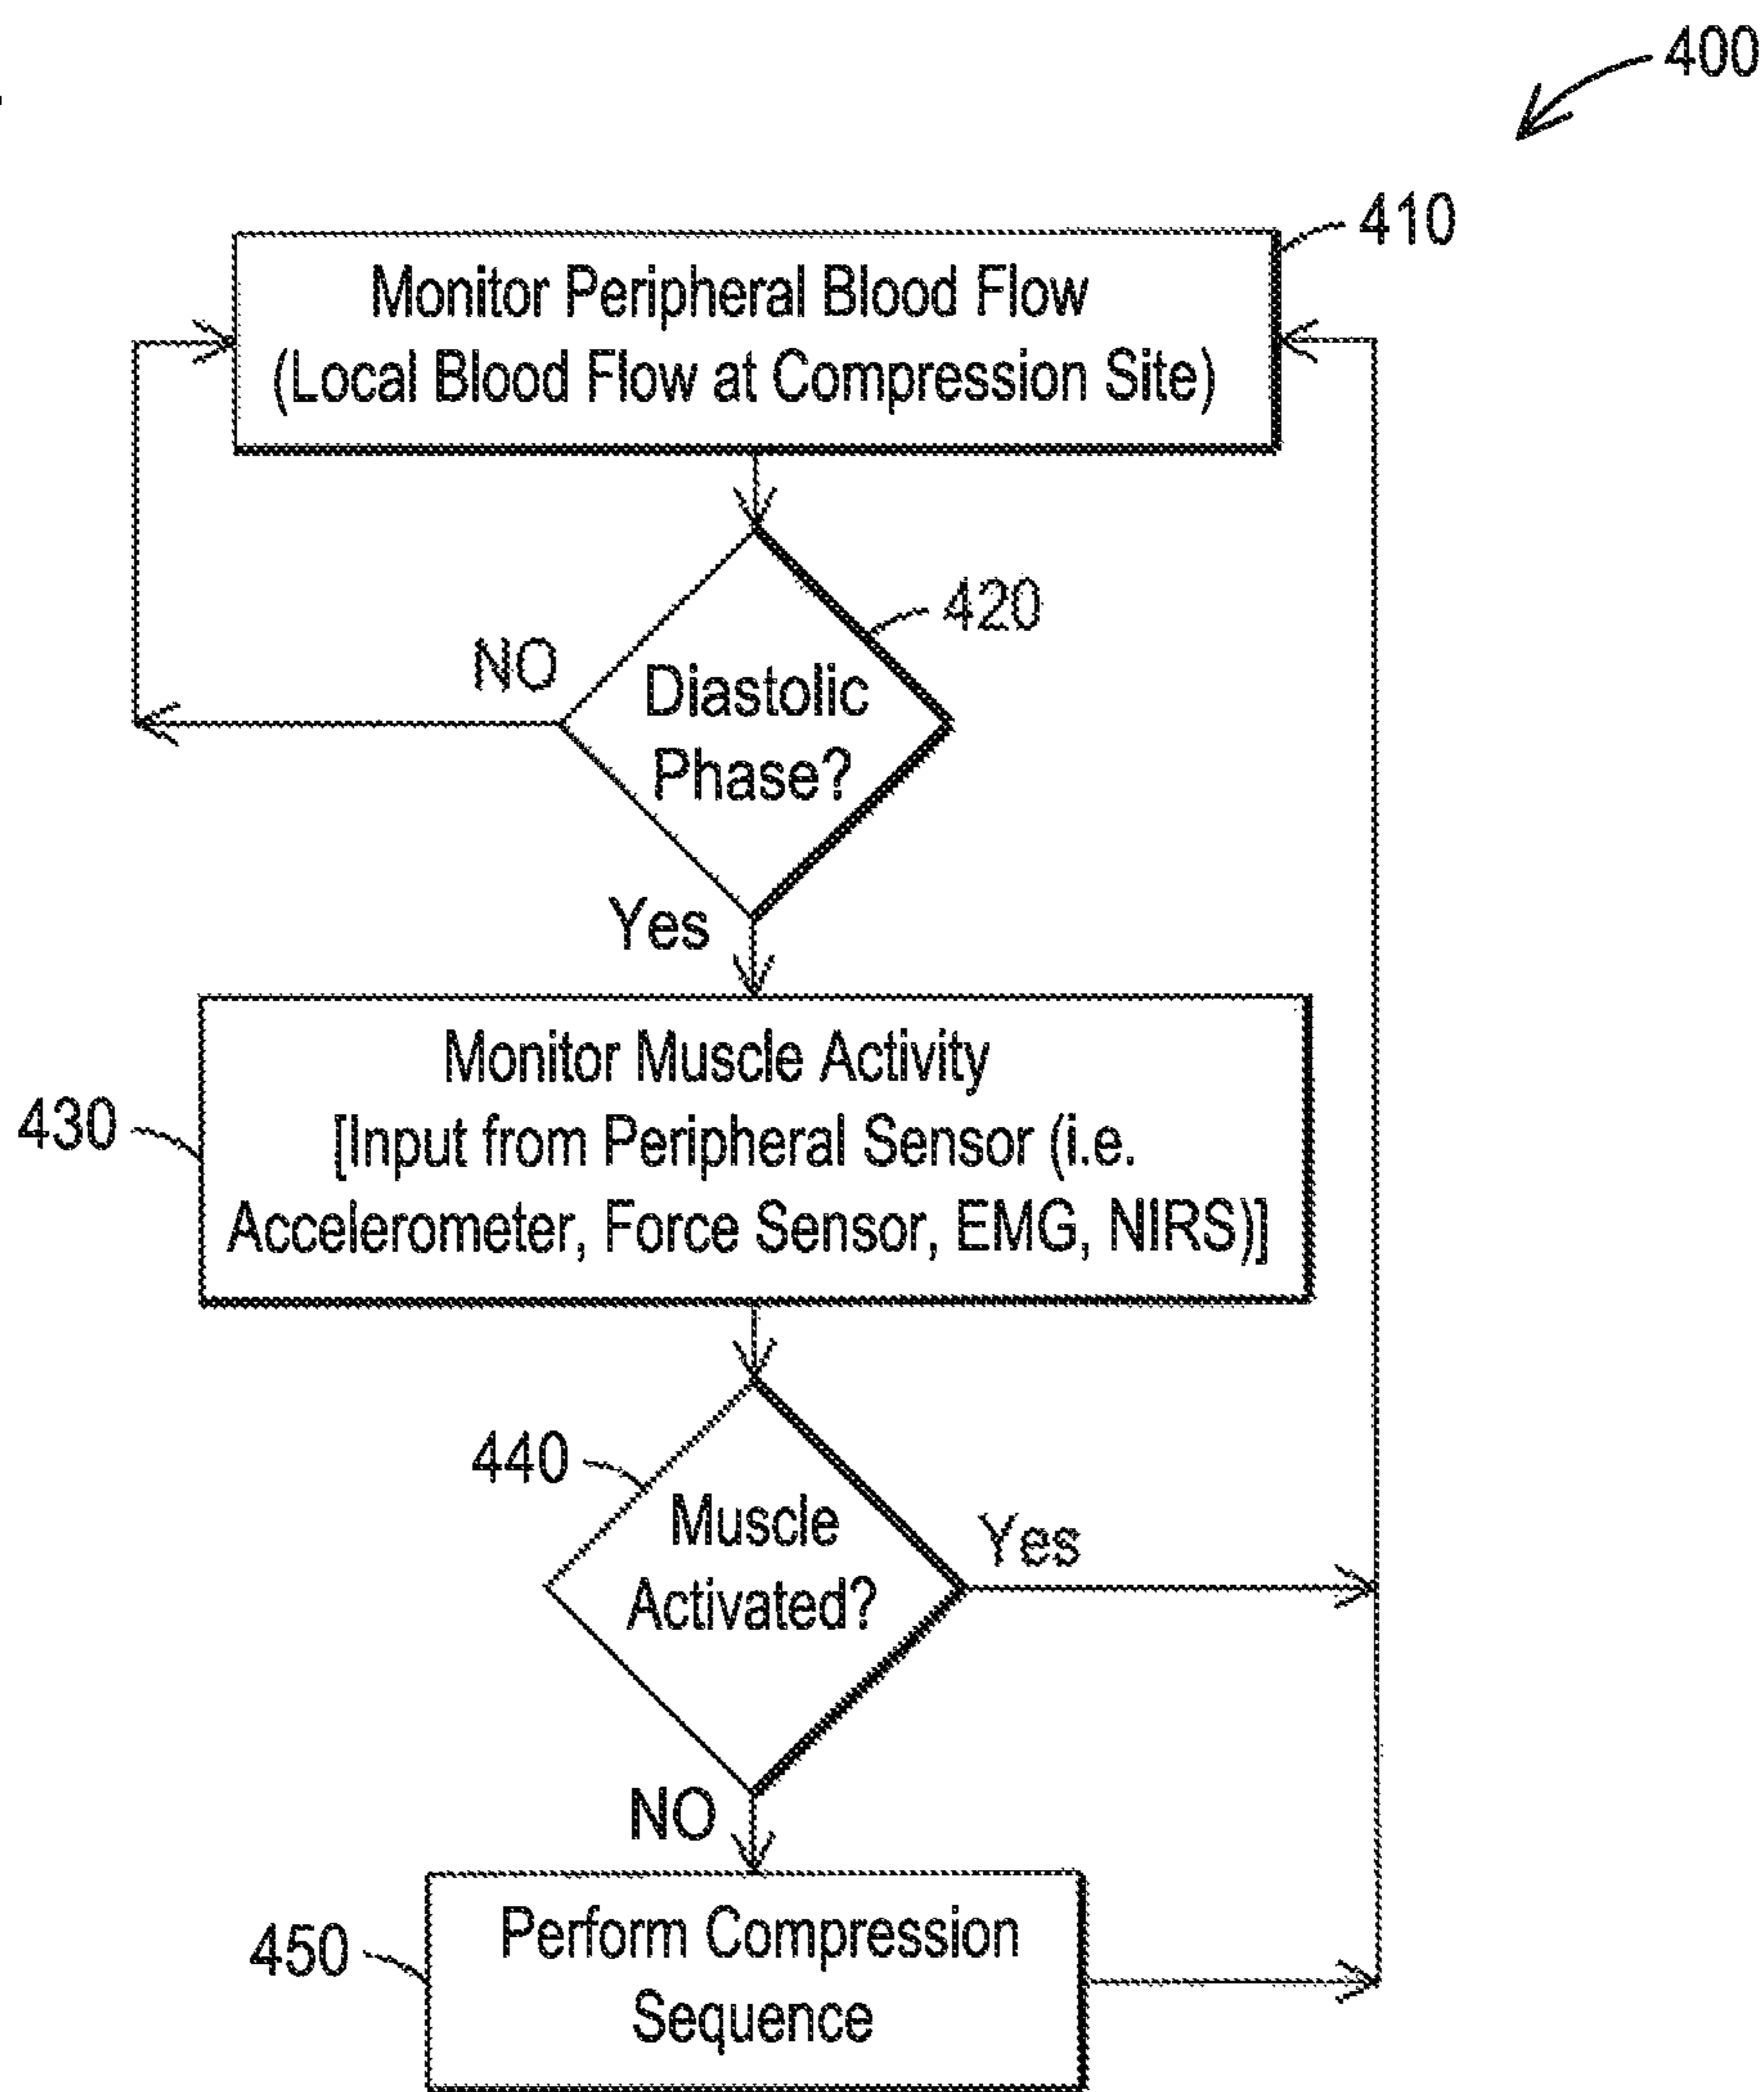 400
410
Monitor Peripheral Blood Flow
(Local Blood Flow at Compression Site)
420
NO
Diastolic
Phase?
Yes
Monitor Muscle Activity
430
[Input from Peripheral Sensor (i.e.
Accelerometer, Force Sensor, EMG, NIRS)]
440
Muscle
Yes
Activated?
NO
Perform Compression
450
Sequence